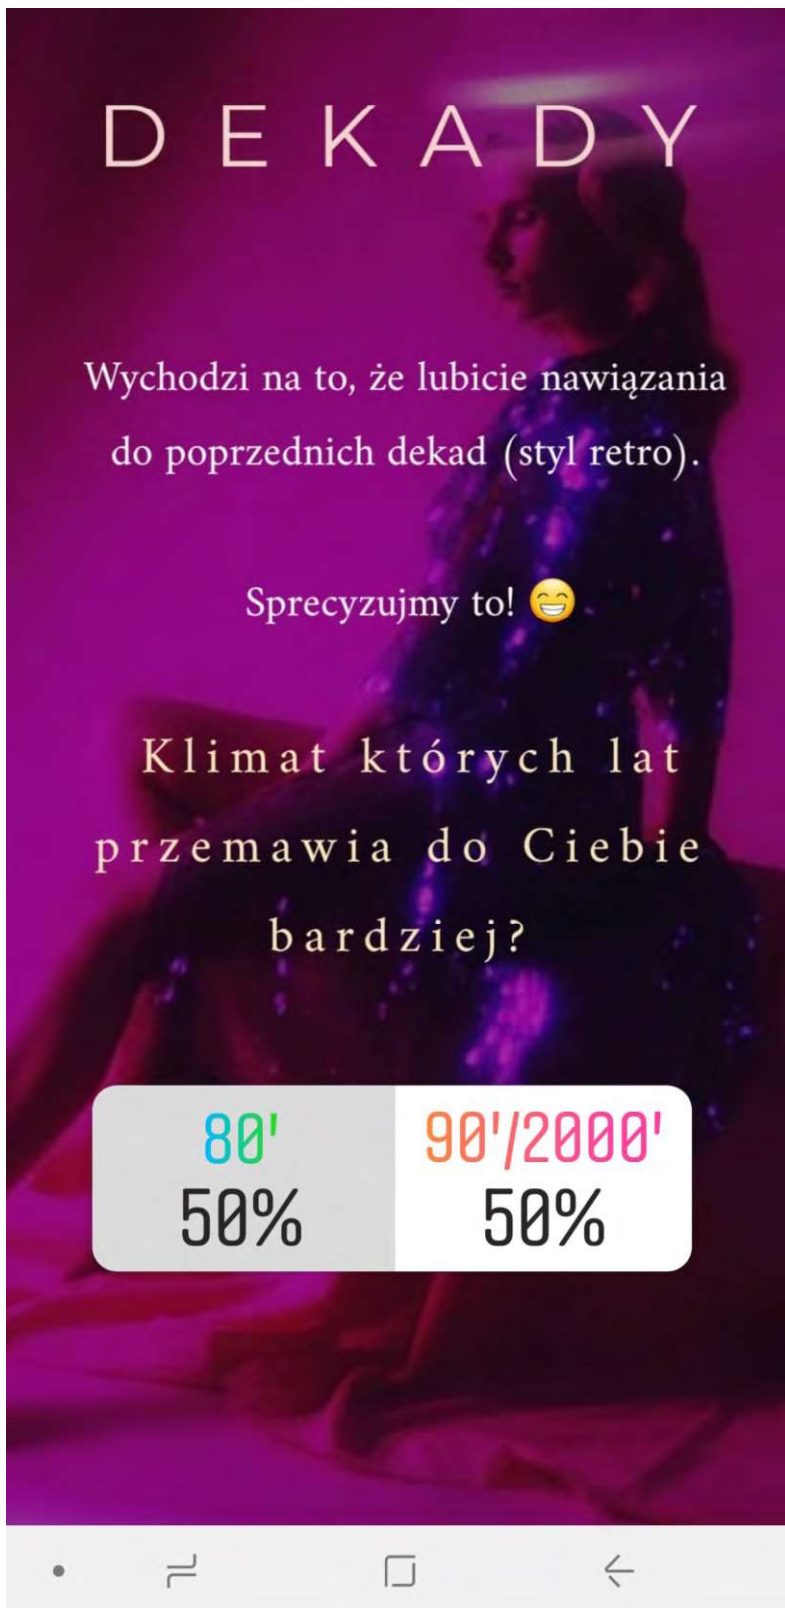 DEKADY
Wychodzi na to, że lubicie nawiązania
do poprzednich dekad (styl retro).
Sprecyzujmy to! 😁
Klimat których lat
przemawia do Ciebie
bardziej?
80' 90'/2000'
50% 50%